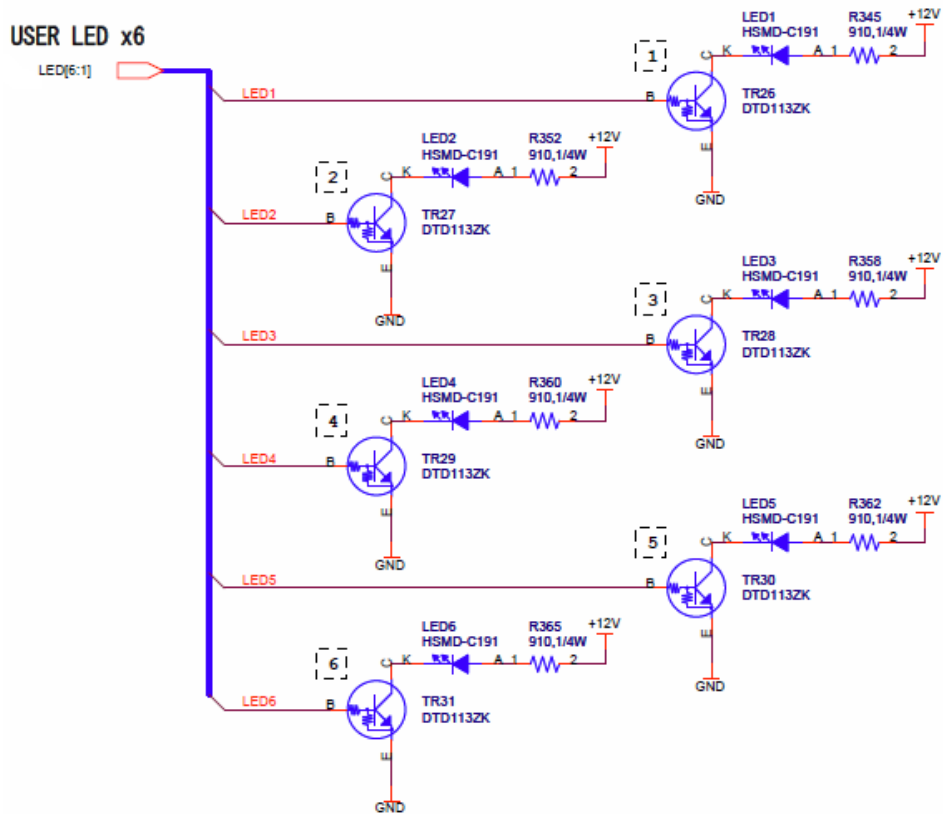 USER LED x6
LED[6:1]
LED1
HSMD-C191
R345
910,1/4W
+12V
1
C
K
A
1
2
LED1
B
TR26
DTD113ZK
E
GND
LED2
HSMD-C191
R352
910,1/4W
+12V
2
C
K
A
1
2
LED2
B
TR27
DTD113ZK
E
GND
LED3
HSMD-C191
R358
910,1/4W
+12V
3
C
K
A
1
2
LED3
B
TR28
DTD113ZK
E
GND
LED4
HSMD-C191
R360
910,1/4W
+12V
4
C
K
A
1
2
LED4
B
TR29
DTD113ZK
E
GND
LED5
HSMD-C191
R362
910,1/4W
+12V
5
C
K
A
1
2
LED5
B
TR30
DTD113ZK
E
GND
LED6
HSMD-C191
R365
910,1/4W
+12V
6
C
K
A
1
2
LED6
B
TR31
DTD113ZK
E
GND